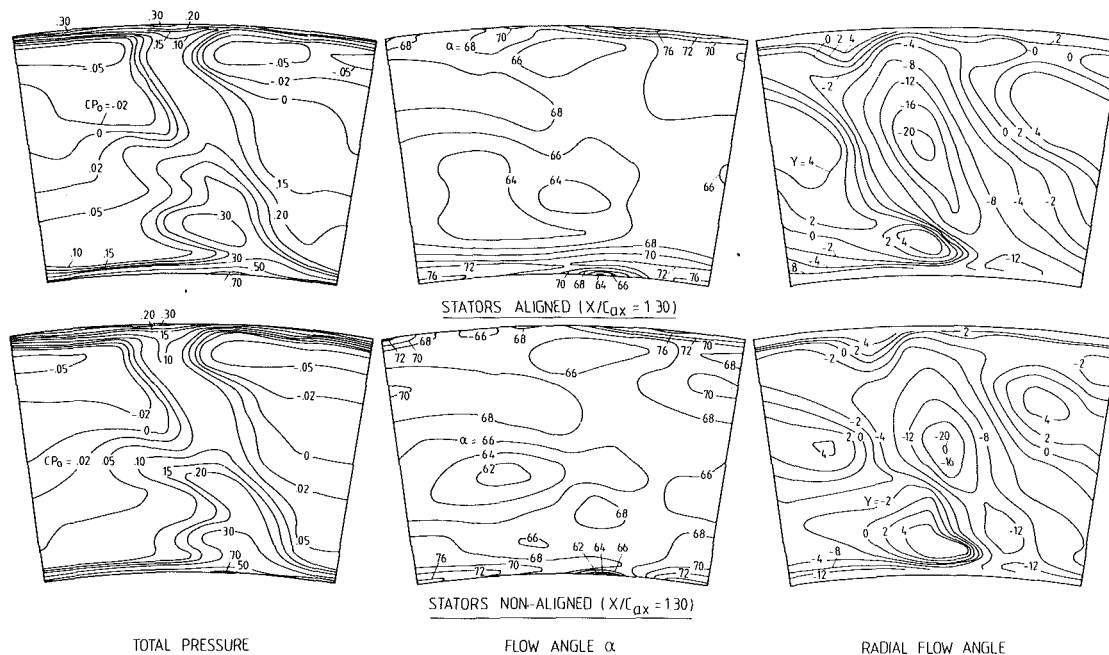 .30 .30 .20
.15 .10
-.05 -.05 -.05
-.02
CPo=-.02 0
0
.02
.05 .15
.20
.30
.10 .15 .30 .50
.70
68 α=68 70 76 72 70
66
68
66
64 64 66
68
70
76 72 70 68 64 66 72 76
0 2 4 -4 0 2
-2 -8 0
-12
-16
-20 0 2 4
γ=4
2 -8 -4 -2
0 -2 2 4
-4
-8 -12
STATORS ALIGNED (X/Cax = 1.30)
.20 .30
.15
.10
-.05 -.05
-.02 -.02
0
CPo=.02 .05 .10 0
.15 .20 .02
.30 .05
.70 .50
72 70 68 -66 68 76 72 70
66 68
70 70
68 68
α=66
64
62 66
68
66 62 64 66 68
76 72 70 70
-2 0 2 4 -2
-2
-2 2 0 -4 -12 -20 -8 4
4 0 2
-16 0
γ=-2
0 2 4 -12
-4 -8
-12 -12
STATORS NON-ALIGNED (X/Cax = 1.30)
TOTAL PRESSURE FLOW ANGLE α RADIAL FLOW ANGLE